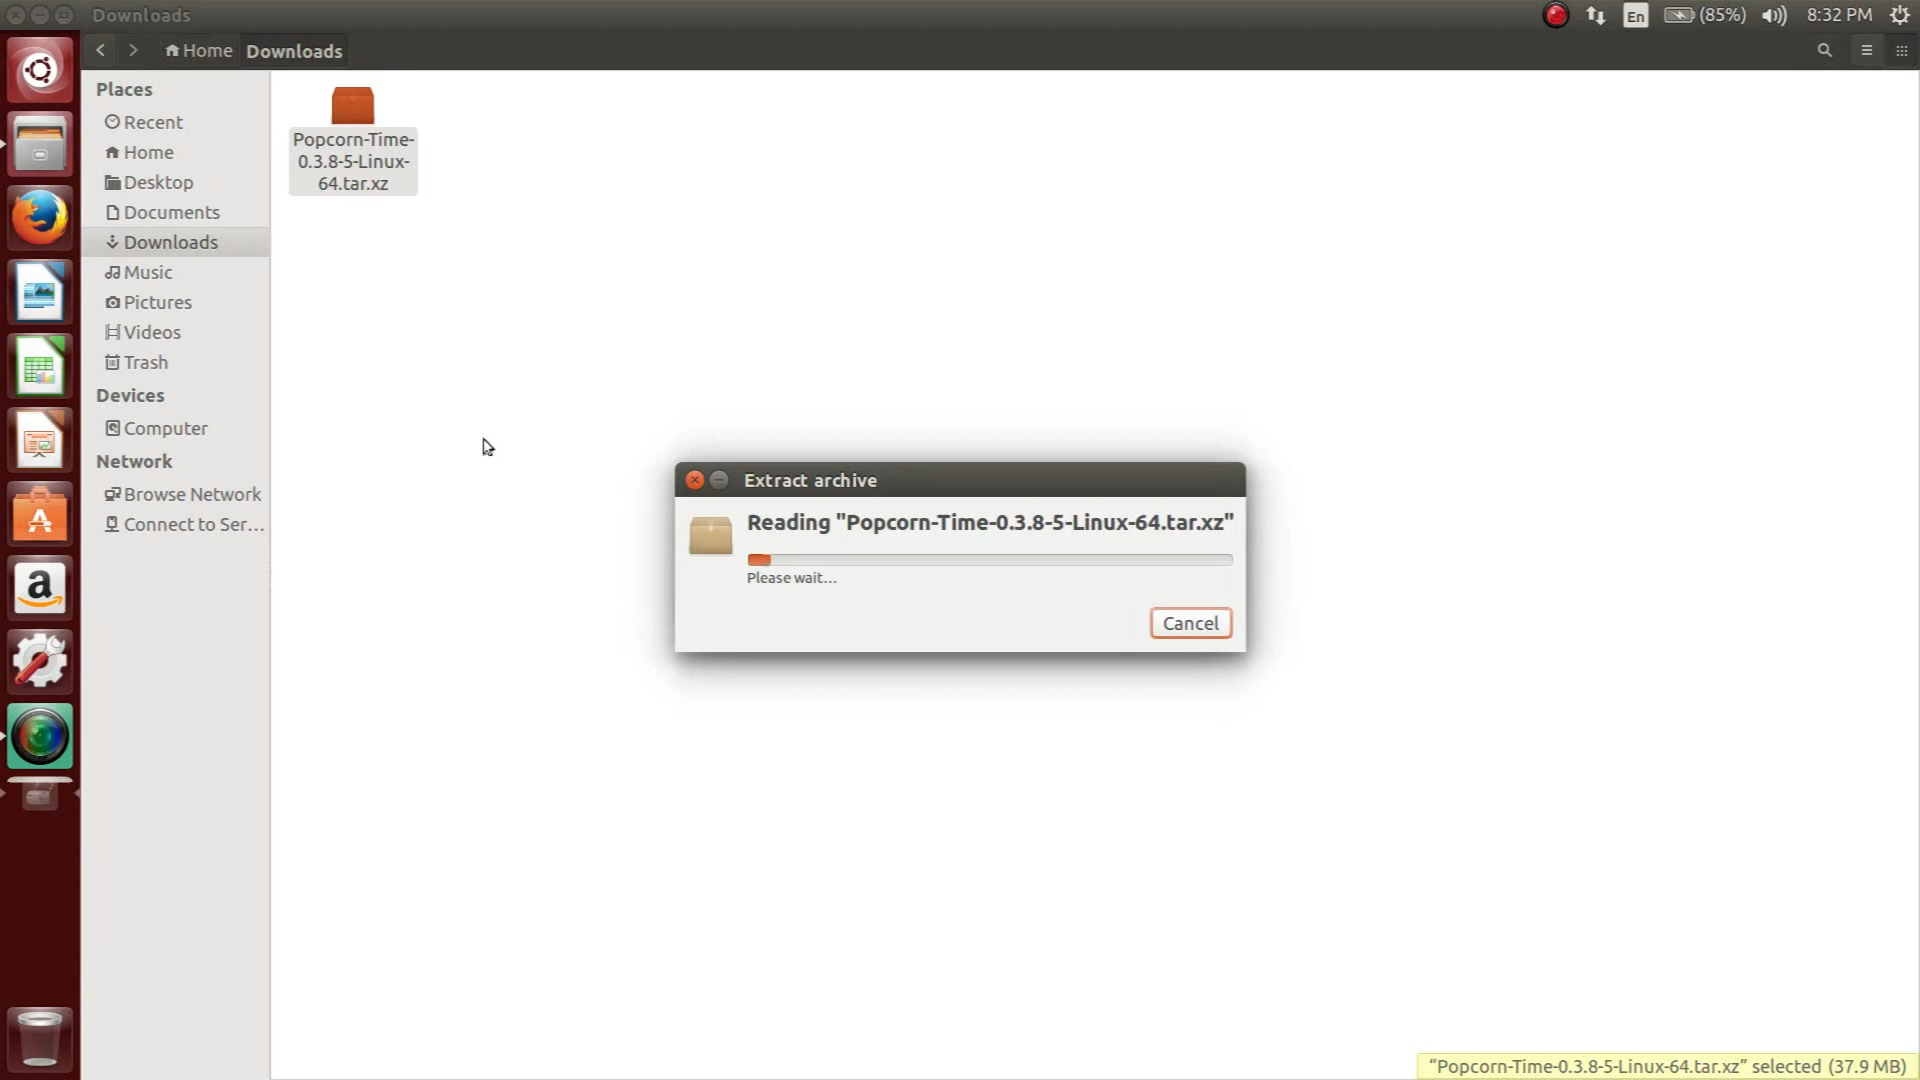 Downloads
En
(85%)
8:32 PM
Home
Downloads
Places
Recent
Home
Desktop
Documents
Downloads
Music
Pictures
Videos
Trash
Devices
Computer
Network
Browse Network
Connect to Ser...
Popcorn-Time-
0.3.8-5-Linux-
64.tar.xz
Extract archive
Reading "Popcorn-Time-0.3.8-5-Linux-64.tar.xz"
Please wait...
Cancel
"Popcorn-Time-0.3.8-5-Linux-64.tar.xz" selected (37.9 MB)